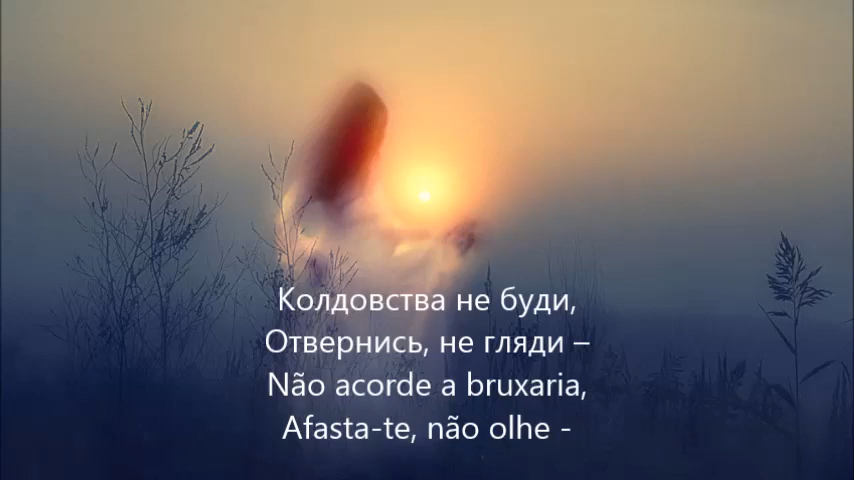 Колдовства не буди,
Отвернись, не гляди –
Não acorde a bruxaria,
Afasta-te, não olhe -